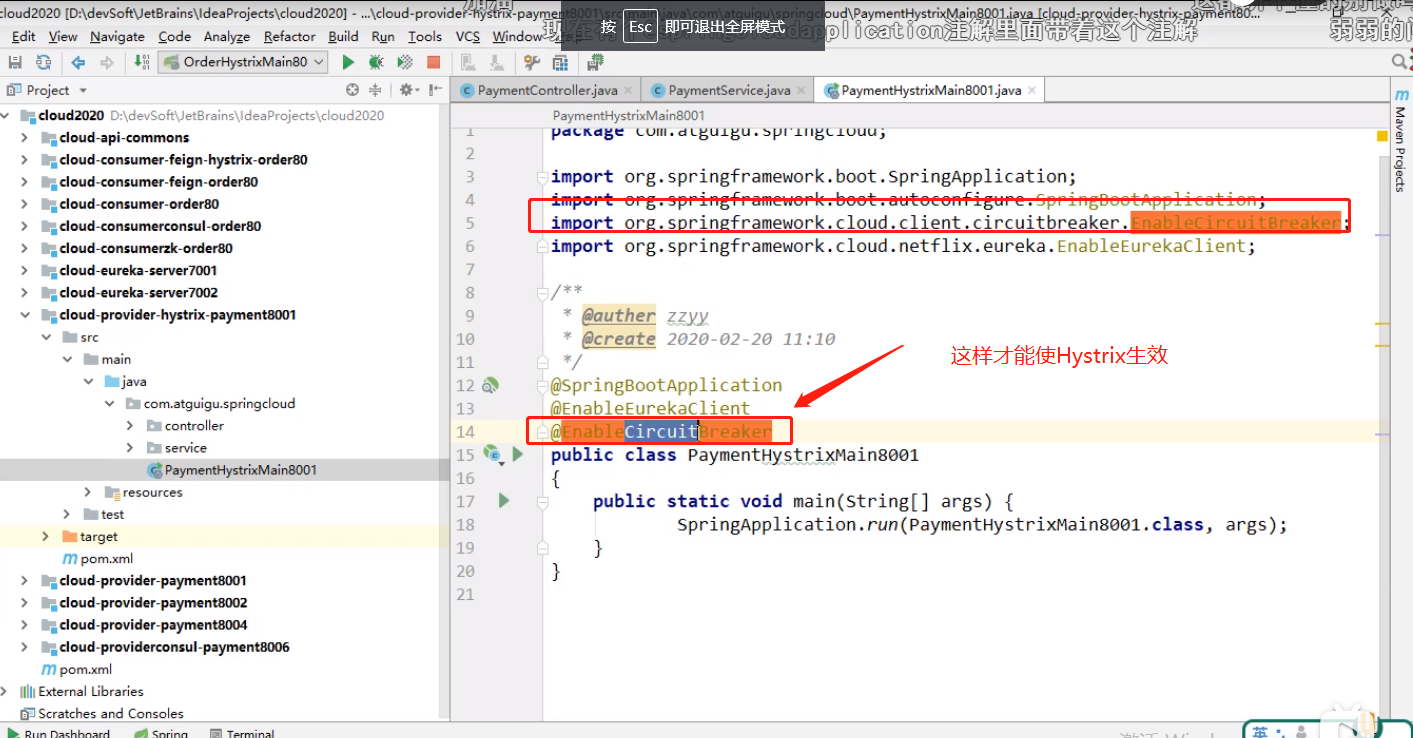 cloud2020 [D:\devSoft\JetBrains\IdeaProjects\cloud2020] - ...\cloud-provider-hystrix-payment8001\src\main\java\com\atguigu\springcloud\PaymentHystrixMain8001.java [cloud-provider-hystrix-payment80...
按 Esc 即可退出全屏模式
Edit View Navigate Code Analyze Refactor Build Run Tools VCS Window
application注解里面带着这个注解
弱弱的问
OrderHystrixMain80
Project
PaymentController.java
PaymentService.java
PaymentHystrixMain8001.java
PaymentHystrixMain8001
cloud2020 D:\devSoft\JetBrains\IdeaProjects\cloud2020
cloud-api-commons
cloud-consumer-feign-hystrix-order80
cloud-consumer-feign-order80
cloud-consumer-order80
cloud-consumerconsul-order80
cloud-consumerzk-order80
cloud-eureka-server7001
cloud-eureka-server7002
cloud-provider-hystrix-payment8001
src
main
java
com.atguigu.springcloud
controller
service
PaymentHystrixMain8001
resources
test
target
pom.xml
cloud-provider-payment8001
cloud-provider-payment8002
cloud-provider-payment8004
cloud-providerconsul-payment8006
pom.xml
External Libraries
Scratches and Consoles
1 package com.atguigu.springcloud;
2
3 import org.springframework.boot.SpringApplication;
4 import org.springframework.boot.autoconfigure.SpringBootApplication;
5 import org.springframework.cloud.client.circuitbreaker.EnableCircuitBreaker;
6 import org.springframework.cloud.netflix.eureka.EnableEurekaClient;
7
8 /**
9 * @auther zzyy
10 * @create 2020-02-20 11:10
11 */
12 @SpringBootApplication
13 @EnableEurekaClient
14 @EnableCircuitBreaker
15 public class PaymentHystrixMain8001
16 {
17 public static void main(String[] args) {
18 SpringApplication.run(PaymentHystrixMain8001.class, args);
19 }
20 }
21
这样才能使Hystrix生效
Maven Projects
Run Dashboard Spring Terminal
英